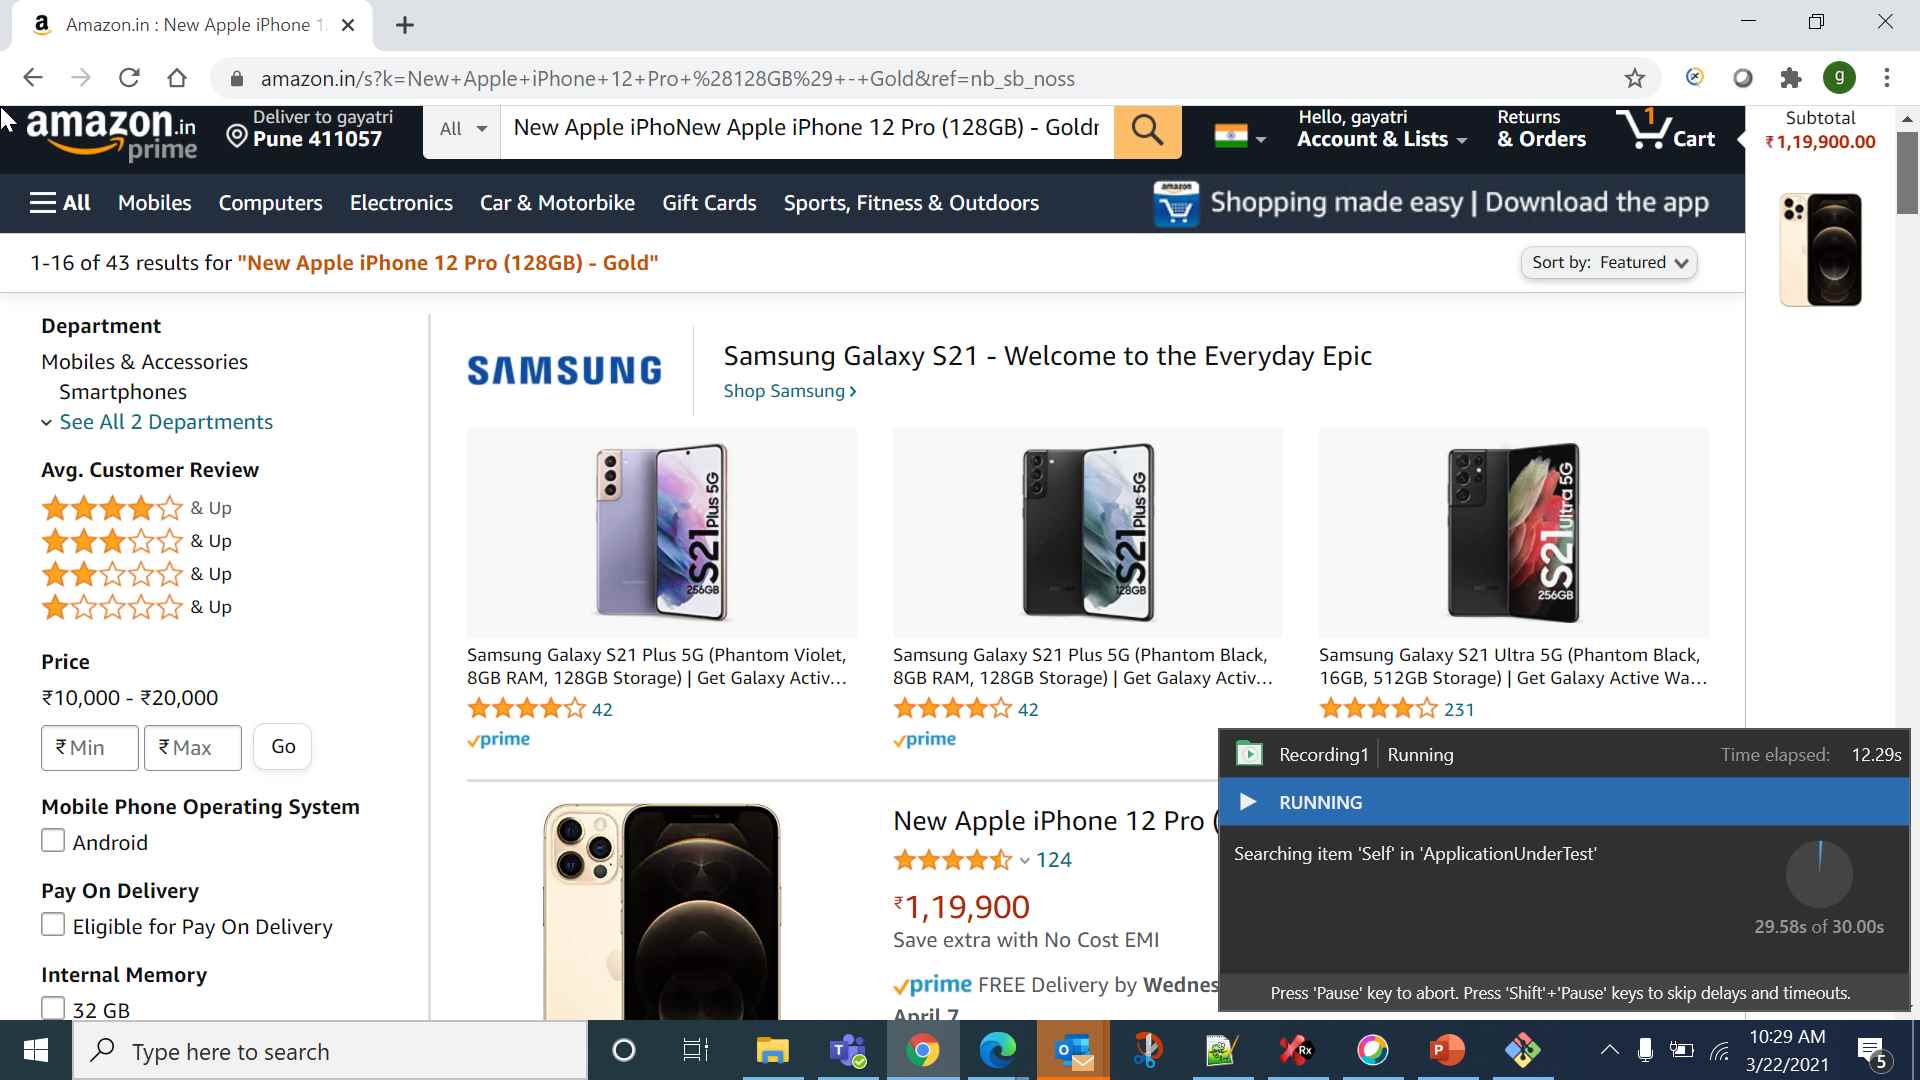 Amazon.in : New Apple iPhone 1
amazon.in/s?k=New+Apple+iPhone+12+Pro+%28128GB%29+-+Gold&ref=nb_sb_noss
g
amazon.in
prime
Deliver to gayatri
Pune 411057
All
New Apple iPhoNew Apple iPhone 12 Pro (128GB) - Goldr
Hello, gayatri
Account & Lists
Returns
& Orders
1
Cart
Subtotal
₹1,19,900.00
All
Mobiles
Computers
Electronics
Car & Motorbike
Gift Cards
Sports, Fitness & Outdoors
amazon
Shopping made easy | Download the app
1-16 of 43 results for "New Apple iPhone 12 Pro (128GB) - Gold"
Sort by: Featured
Department
Mobiles & Accessories
Smartphones
See All 2 Departments
Avg. Customer Review
& Up
& Up
& Up
& Up
Price
₹10,000 - ₹20,000
₹ Min
₹ Max
Go
Mobile Phone Operating System
Android
Pay On Delivery
Eligible for Pay On Delivery
Internal Memory
32 GB
SAMSUNG
Samsung Galaxy S21 - Welcome to the Everyday Epic
Shop Samsung ›
S21 Plus 5G
256GB
S21 Plus 5G
128GB
S21 Ultra 5G
256GB
Samsung Galaxy S21 Plus 5G (Phantom Violet,
8GB RAM, 128GB Storage) | Get Galaxy Activ...
42
prime
Samsung Galaxy S21 Plus 5G (Phantom Black,
8GB RAM, 128GB Storage) | Get Galaxy Activ...
42
prime
Samsung Galaxy S21 Ultra 5G (Phantom Black,
16GB, 512GB Storage) | Get Galaxy Active Wa...
231
New Apple iPhone 12 Pro (
124
₹1,19,900
Save extra with No Cost EMI
prime FREE Delivery by Wednes
April 7
Recording1
Running
Time elapsed: 12.29s
RUNNING
Searching item 'Self' in 'ApplicationUnderTest'
29.58s of 30.00s
Press 'Pause' key to abort. Press 'Shift'+'Pause' keys to skip delays and timeouts.
Type here to search
10:29 AM
3/22/2021
5